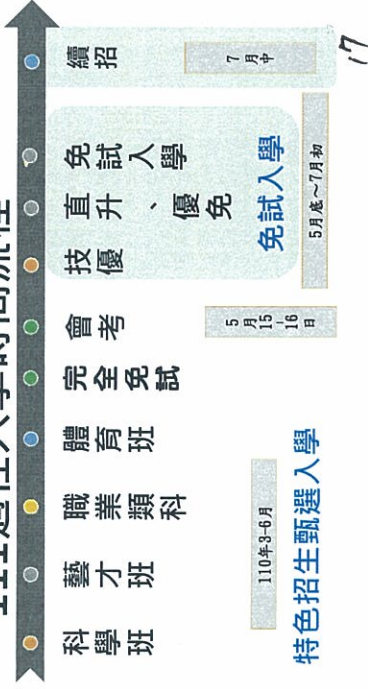 111適性入學時間流程
科學班
藝才班
職業類科
體育班
完全免試
會考
技優
直升、優免
免試入學
續招
110年3-6月
特色招生甄選入學
5月15-16日
免試入學
5月底~7月初
7月中
17